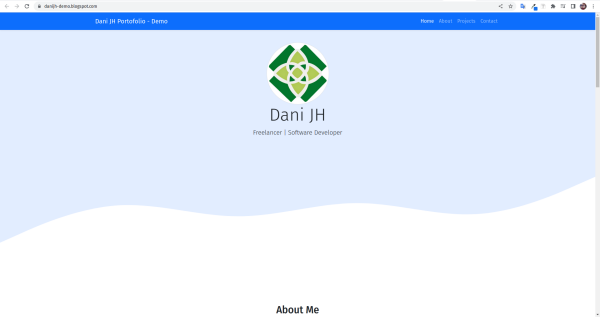 danijh-demo.blogspot.com
Dani JH Portofolio - Demo
Home About Projects Contact
Dani JH
Freelancer | Software Developer
About Me